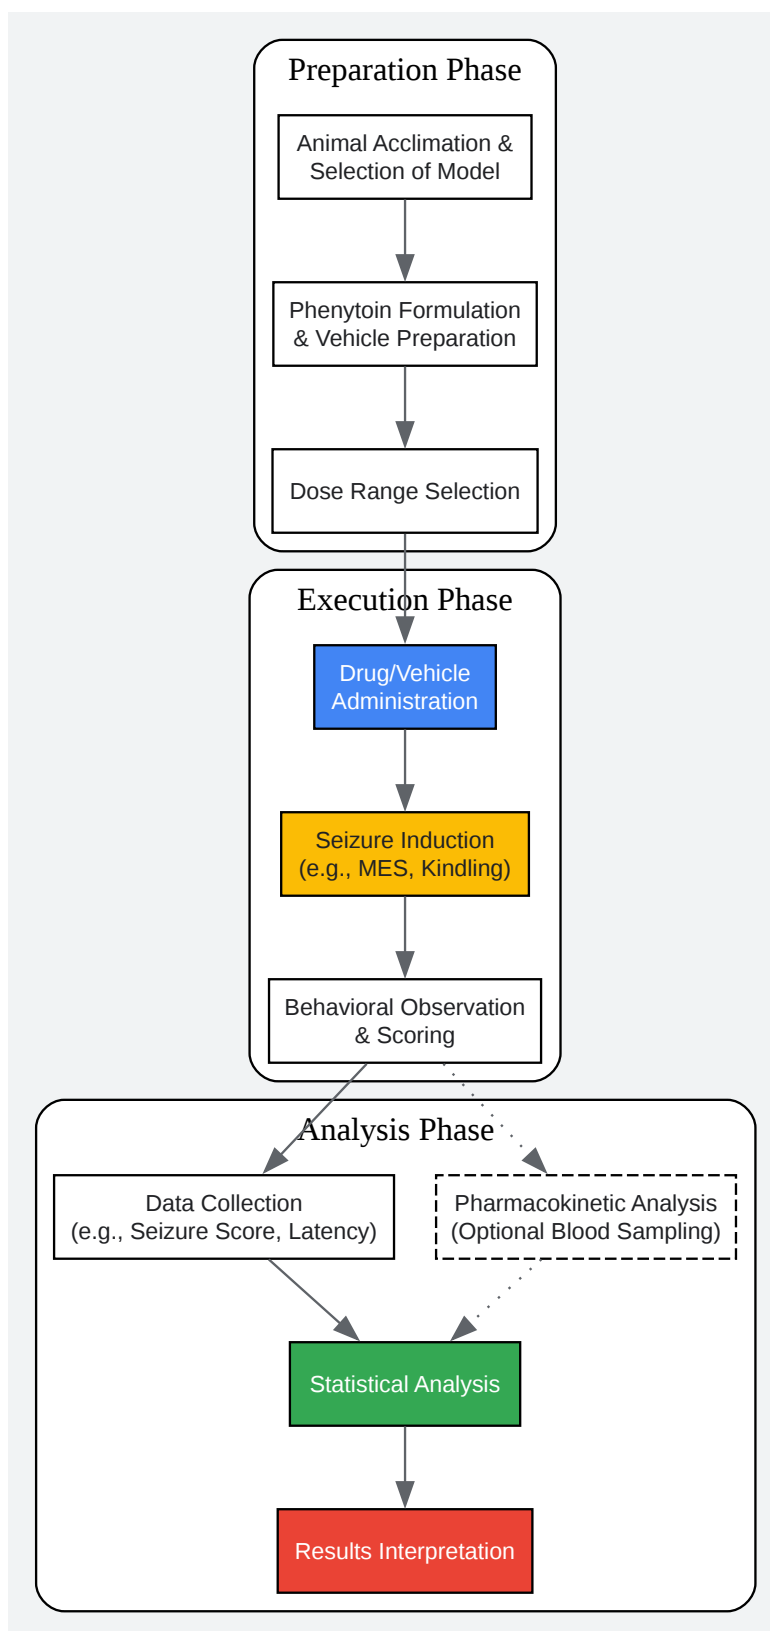 Preparation Phase
Animal Acclimation &
Selection of Model
Phenytoin Formulation
& Vehicle Preparation
Dose Range Selection
Execution Phase
Drug/Vehicle
Administration
Seizure Induction
(e.g., MES, Kindling)
Behavioral Observation
& Scoring
Analysis Phase
Data Collection
(e.g., Seizure Score, Latency)
Pharmacokinetic Analysis
(Optional Blood Sampling)
Statistical Analysis
Results Interpretation